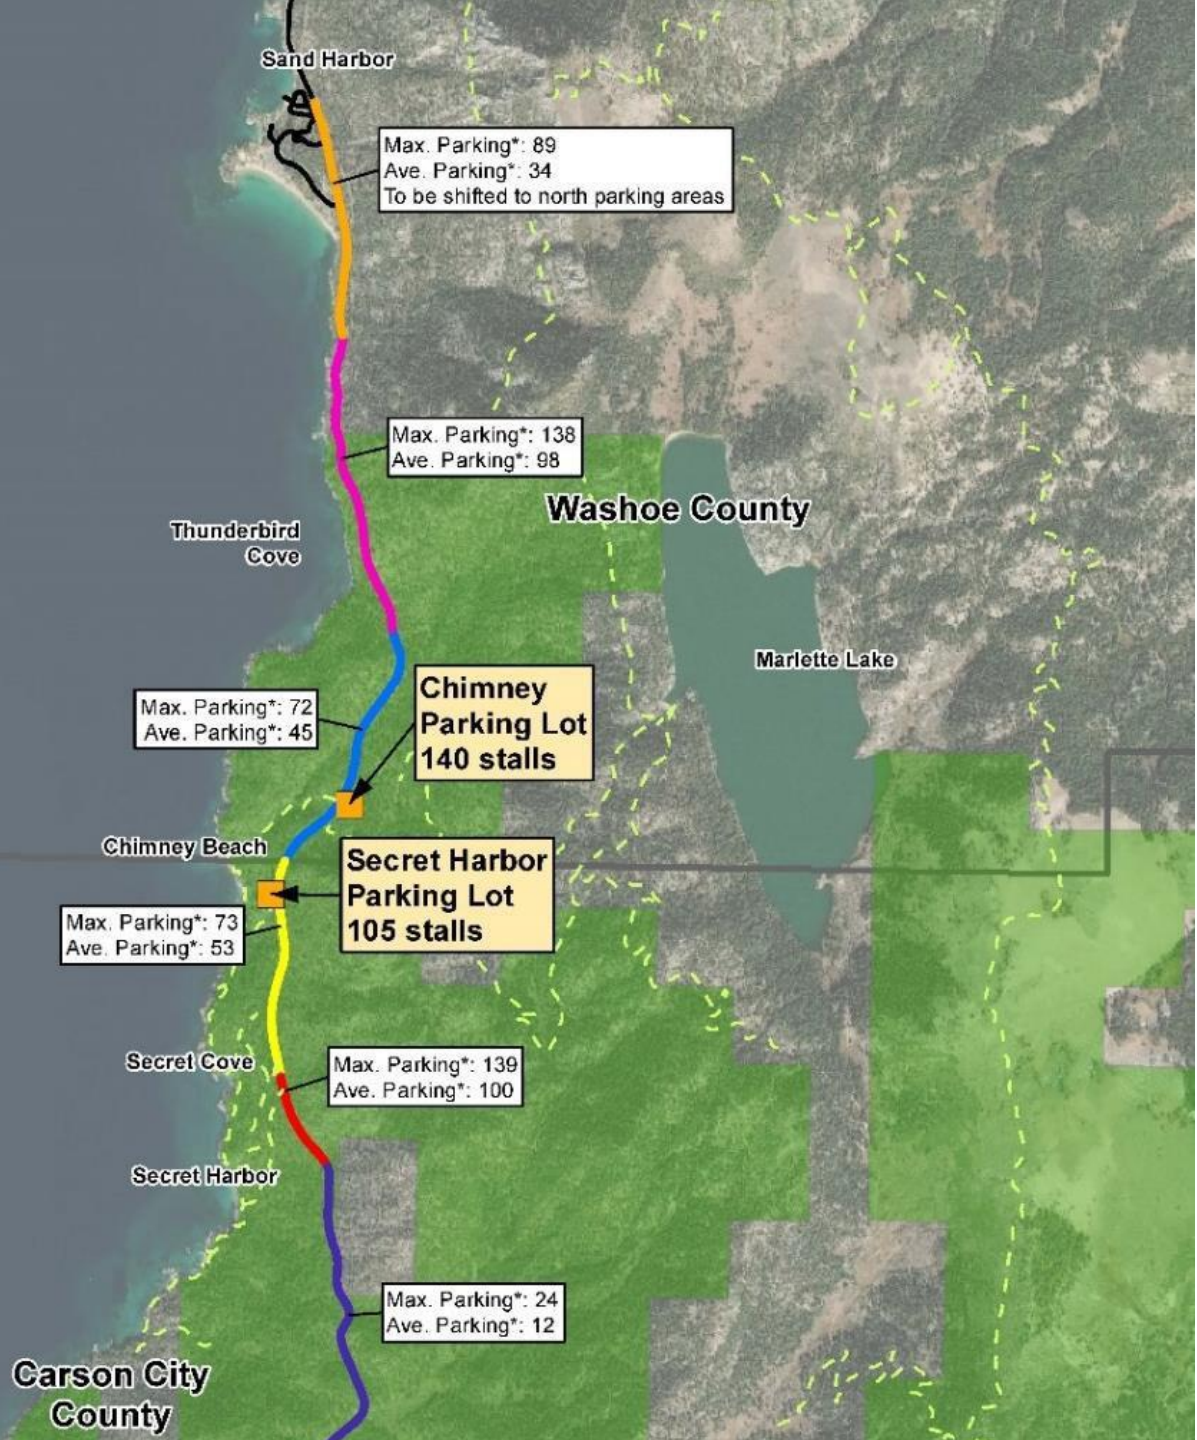 Sand Harbor
Max. Parking*: 89
Ave. Parking*: 34
To be shifted to north parking areas
Max. Parking*: 138
Ave. Parking*: 98
Washoe County
Thunderbird
Cove
Marlette Lake
Chimney
Parking Lot
140 stalls
Max. Parking*: 72
Ave. Parking*: 45
Chimney Beach
Secret Harbor
Parking Lot
105 stalls
Max. Parking*: 73
Ave. Parking*: 53
Secret Cove
Max. Parking*: 139
Ave. Parking*: 100
Secret Harbor
Max. Parking*: 24
Ave. Parking*: 12
Carson City
County